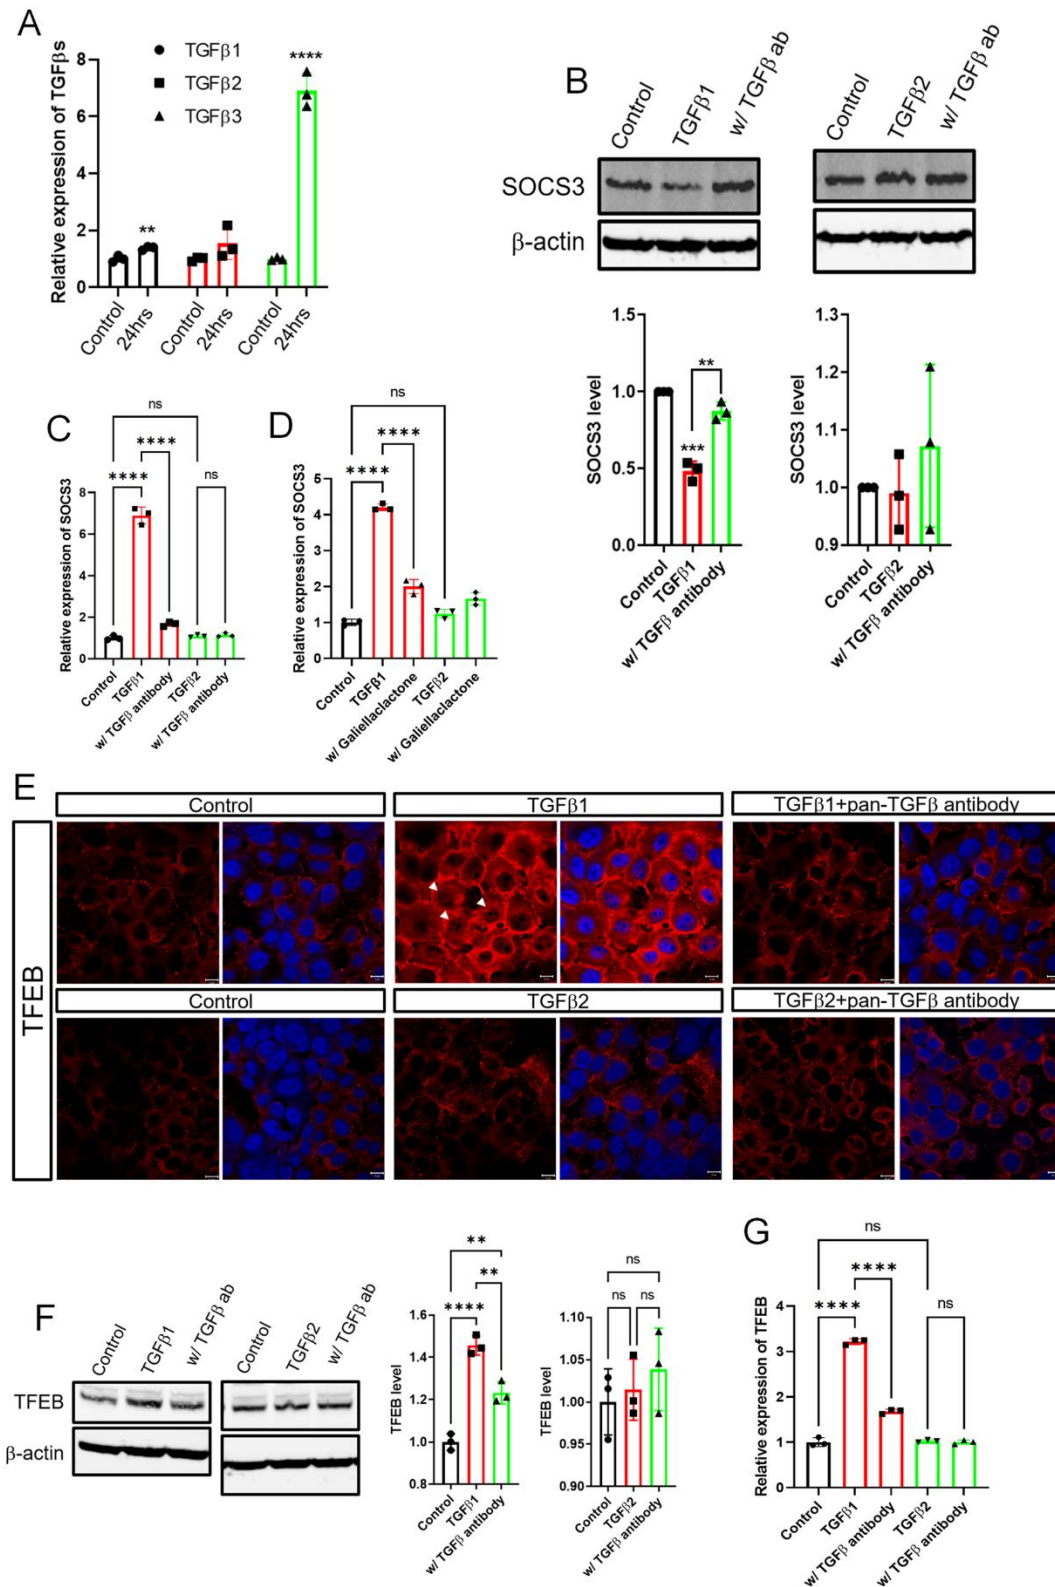 A
Relative expression of TGFβs
8
6
4
2
0
TGFβ1
TGFβ2
TGFβ3
**
****
Control
24hrs
Control
24hrs
Control
24hrs
B
Control
TGFβ1
w/ TGFβ ab
Control
TGFβ2
w/ TGFβ ab
SOCS3
β-actin
SOCS3 level
1.5
1.0
0.5
0.0
**
***
Control
TGFβ1
w/ TGFβ antibody
SOCS3 level
1.3
1.2
1.1
1.0
0.9
Control
TGFβ2
w/ TGFβ antibody
C
Relative expression of SOCS3
8
6
4
2
0
ns
****
****
ns
Control
TGFβ1
w/ TGFβ antibody
TGFβ2
w/ TGFβ antibody
D
Relative expression of SOCS3
5
4
3
2
1
0
ns
****
****
Control
TGFβ1
w/ Galiellaclactone
TGFβ2
w/ Galiellaclactone
E
Control
TGFβ1
TGFβ1+pan-TGFβ antibody
TFEB
Control
TGFβ2
TGFβ2+pan-TGFβ antibody
F
Control
TGFβ1
w/ TGFβ ab
Control
TGFβ2
w/ TGFβ ab
TFEB
β-actin
TFEB level
1.6
1.4
1.2
1.0
0.8
**
**
****
Control
TGFβ1
w/ TGFβ antibody
TFEB level
1.10
1.05
1.00
0.95
0.90
ns
ns
ns
Control
TGFβ2
w/ TGFβ antibody
G
Relative expression of TFEB
4
3
2
1
0
ns
****
****
ns
Control
TGFβ1
w/ TGFβ antibody
TGFβ2
w/ TGFβ antibody